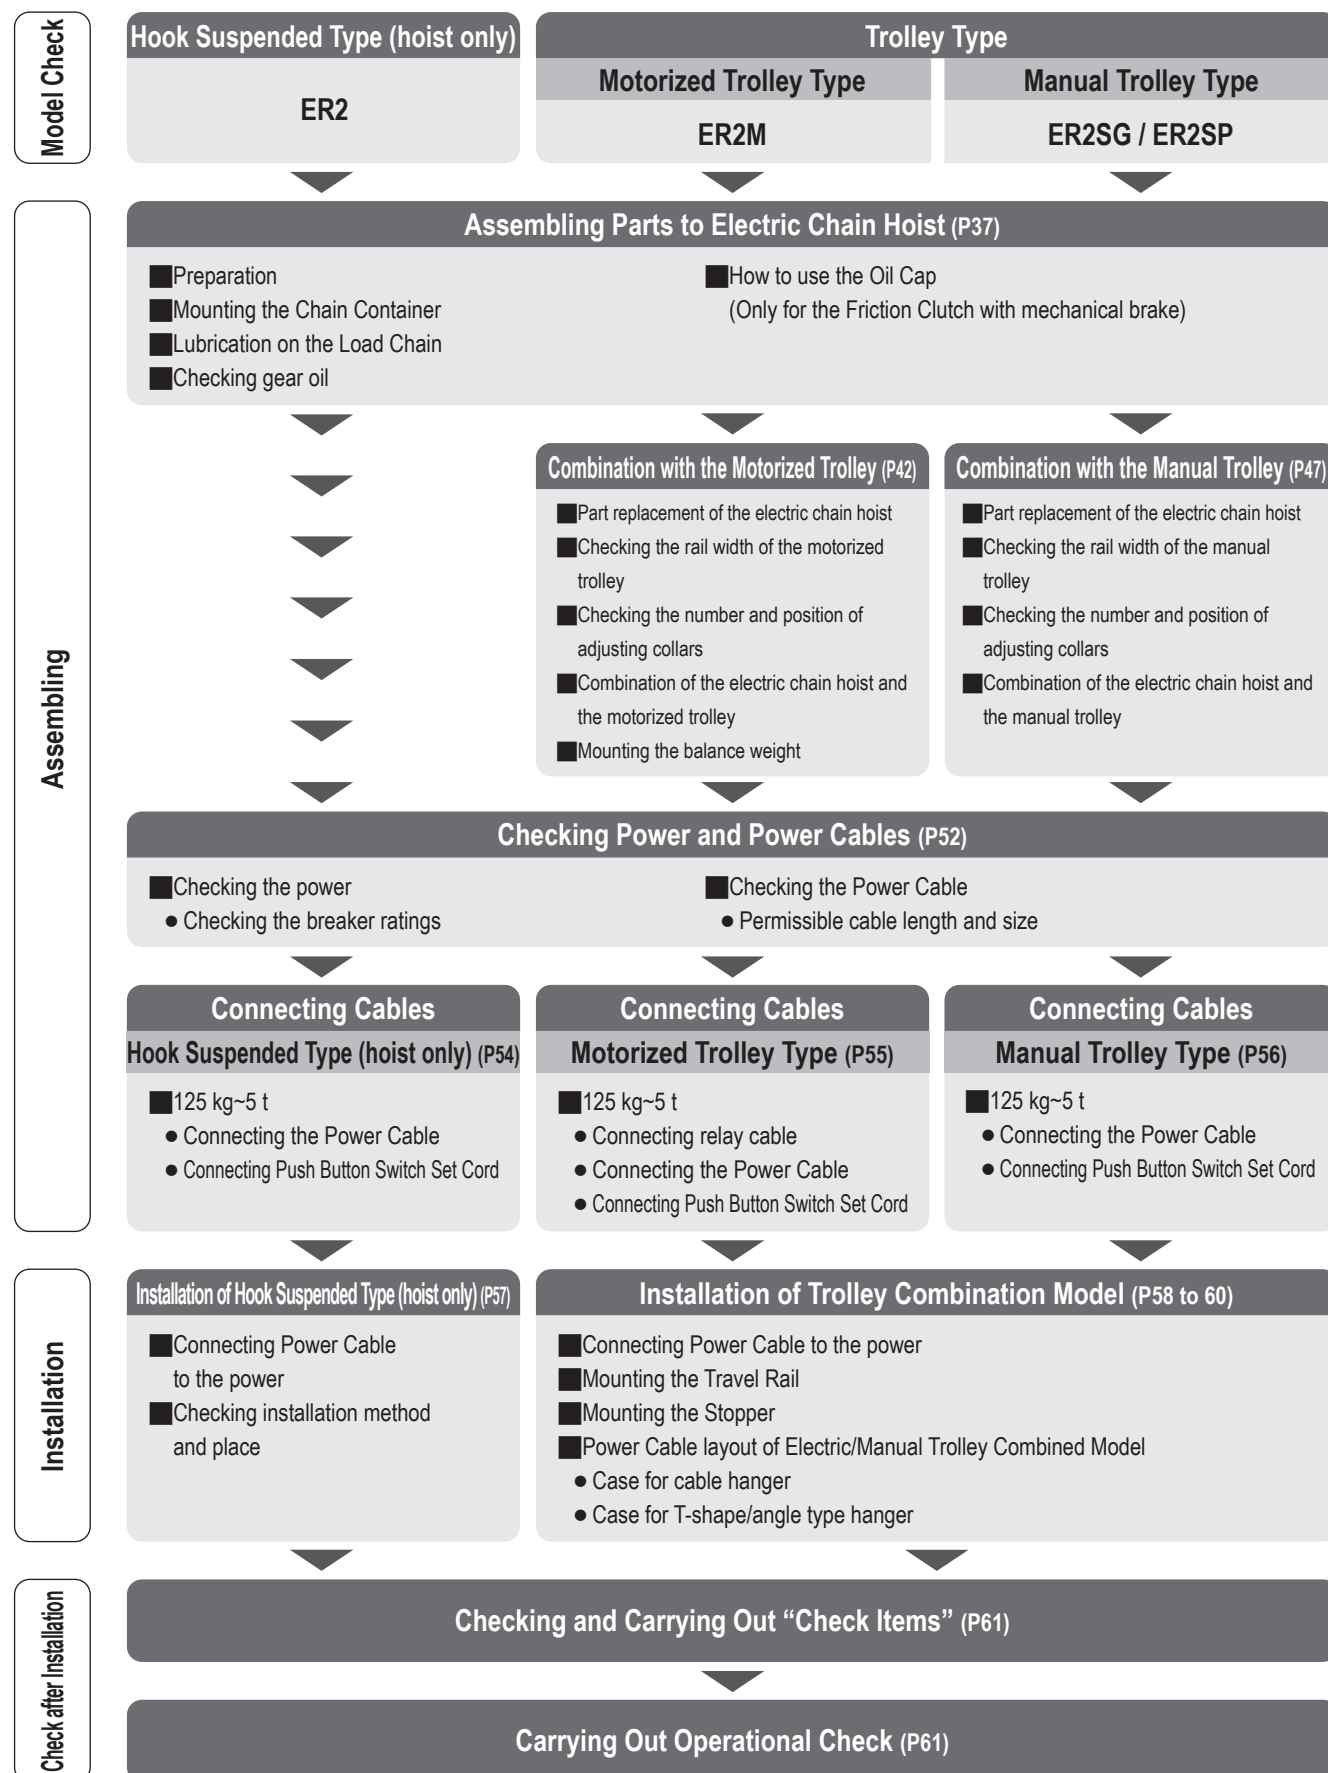 Model Check
Hook Suspended Type (hoist only)
ER2
Trolley Type
Motorized Trolley Type
ER2M
Manual Trolley Type
ER2SG / ER2SP
Assembling
Assembling Parts to Electric Chain Hoist (P37)
■Preparation
■Mounting the Chain Container
■Lubrication on the Load Chain
■Checking gear oil
■How to use the Oil Cap
(Only for the Friction Clutch with mechanical brake)
Combination with the Motorized Trolley (P42)
■Part replacement of the electric chain hoist
■Checking the rail width of the motorized
trolley
■Checking the number and position of
adjusting collars
■Combination of the electric chain hoist and
the motorized trolley
■Mounting the balance weight
Combination with the Manual Trolley (P47)
■Part replacement of the electric chain hoist
■Checking the rail width of the manual
trolley
■Checking the number and position of
adjusting collars
■Combination of the electric chain hoist and
the manual trolley
Checking Power and Power Cables (P52)
■Checking the power
● Checking the breaker ratings
■Checking the Power Cable
● Permissible cable length and size
Connecting Cables
Hook Suspended Type (hoist only) (P54)
■125 kg~5 t
● Connecting the Power Cable
● Connecting Push Button Switch Set Cord
Connecting Cables
Motorized Trolley Type (P55)
■125 kg~5 t
● Connecting relay cable
● Connecting the Power Cable
● Connecting Push Button Switch Set Cord
Connecting Cables
Manual Trolley Type (P56)
■125 kg~5 t
● Connecting the Power Cable
● Connecting Push Button Switch Set Cord
Installation
Installation of Hook Suspended Type (hoist only) (P57)
■Connecting Power Cable
to the power
■Checking installation method
and place
Installation of Trolley Combination Model (P58 to 60)
■Connecting Power Cable to the power
■Mounting the Travel Rail
■Mounting the Stopper
■Power Cable layout of Electric/Manual Trolley Combined Model
● Case for cable hanger
● Case for T-shape/angle type hanger
Check after Installation
Checking and Carrying Out “Check Items” (P61)
Carrying Out Operational Check (P61)